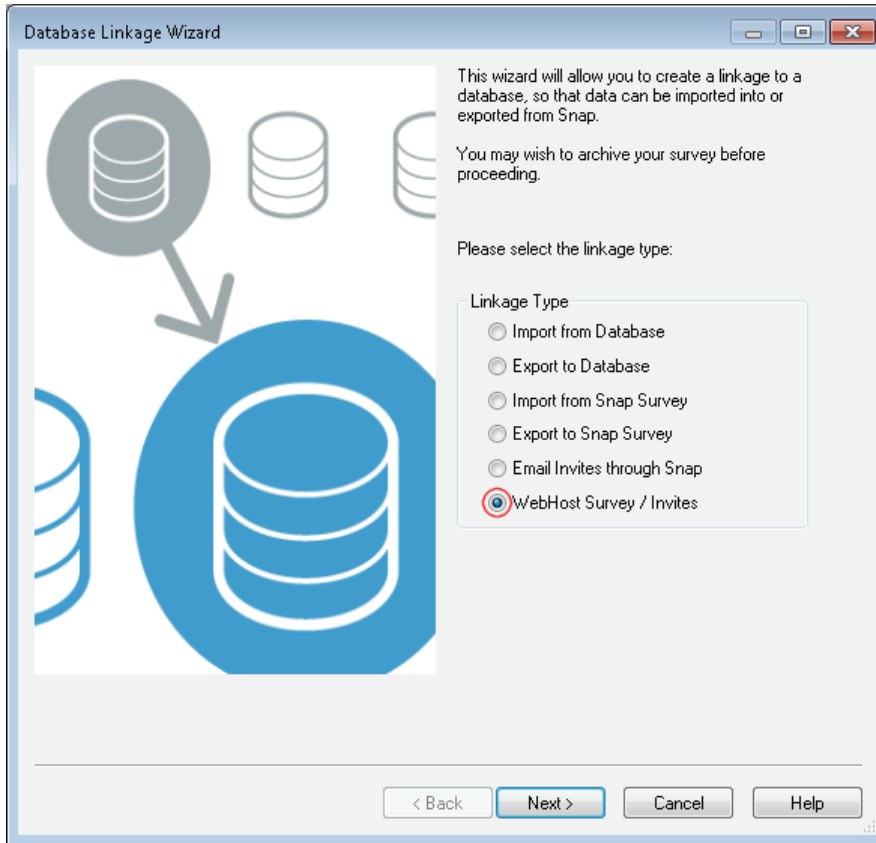 Database Linkage Wizard
This wizard will allow you to create a linkage to a
database, so that data can be imported into or
exported from Snap.
You may wish to archive your survey before
proceeding.
Please select the linkage type:
Linkage Type
Import from Database
Export to Database
Import from Snap Survey
Export to Snap Survey
Email Invites through Snap
WebHost Survey / Invites
< Back Next > Cancel Help